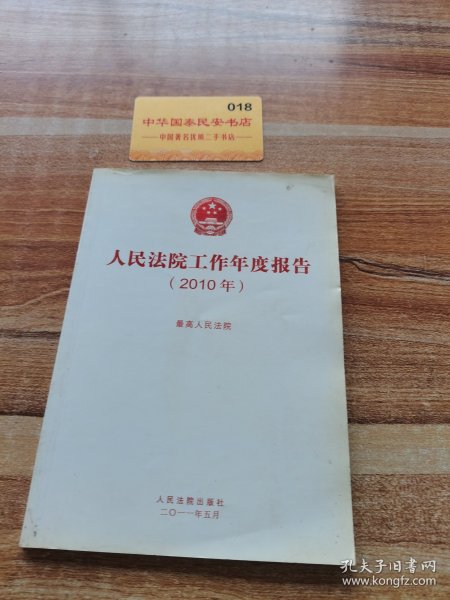 018
中华国泰民安书店
——中国著名优阅二手书店——
人民法院工作年度报告
（2010年）
最高人民法院
人民法院出版社
二〇一一年五月
孔夫子旧书网
www.kongfz.com